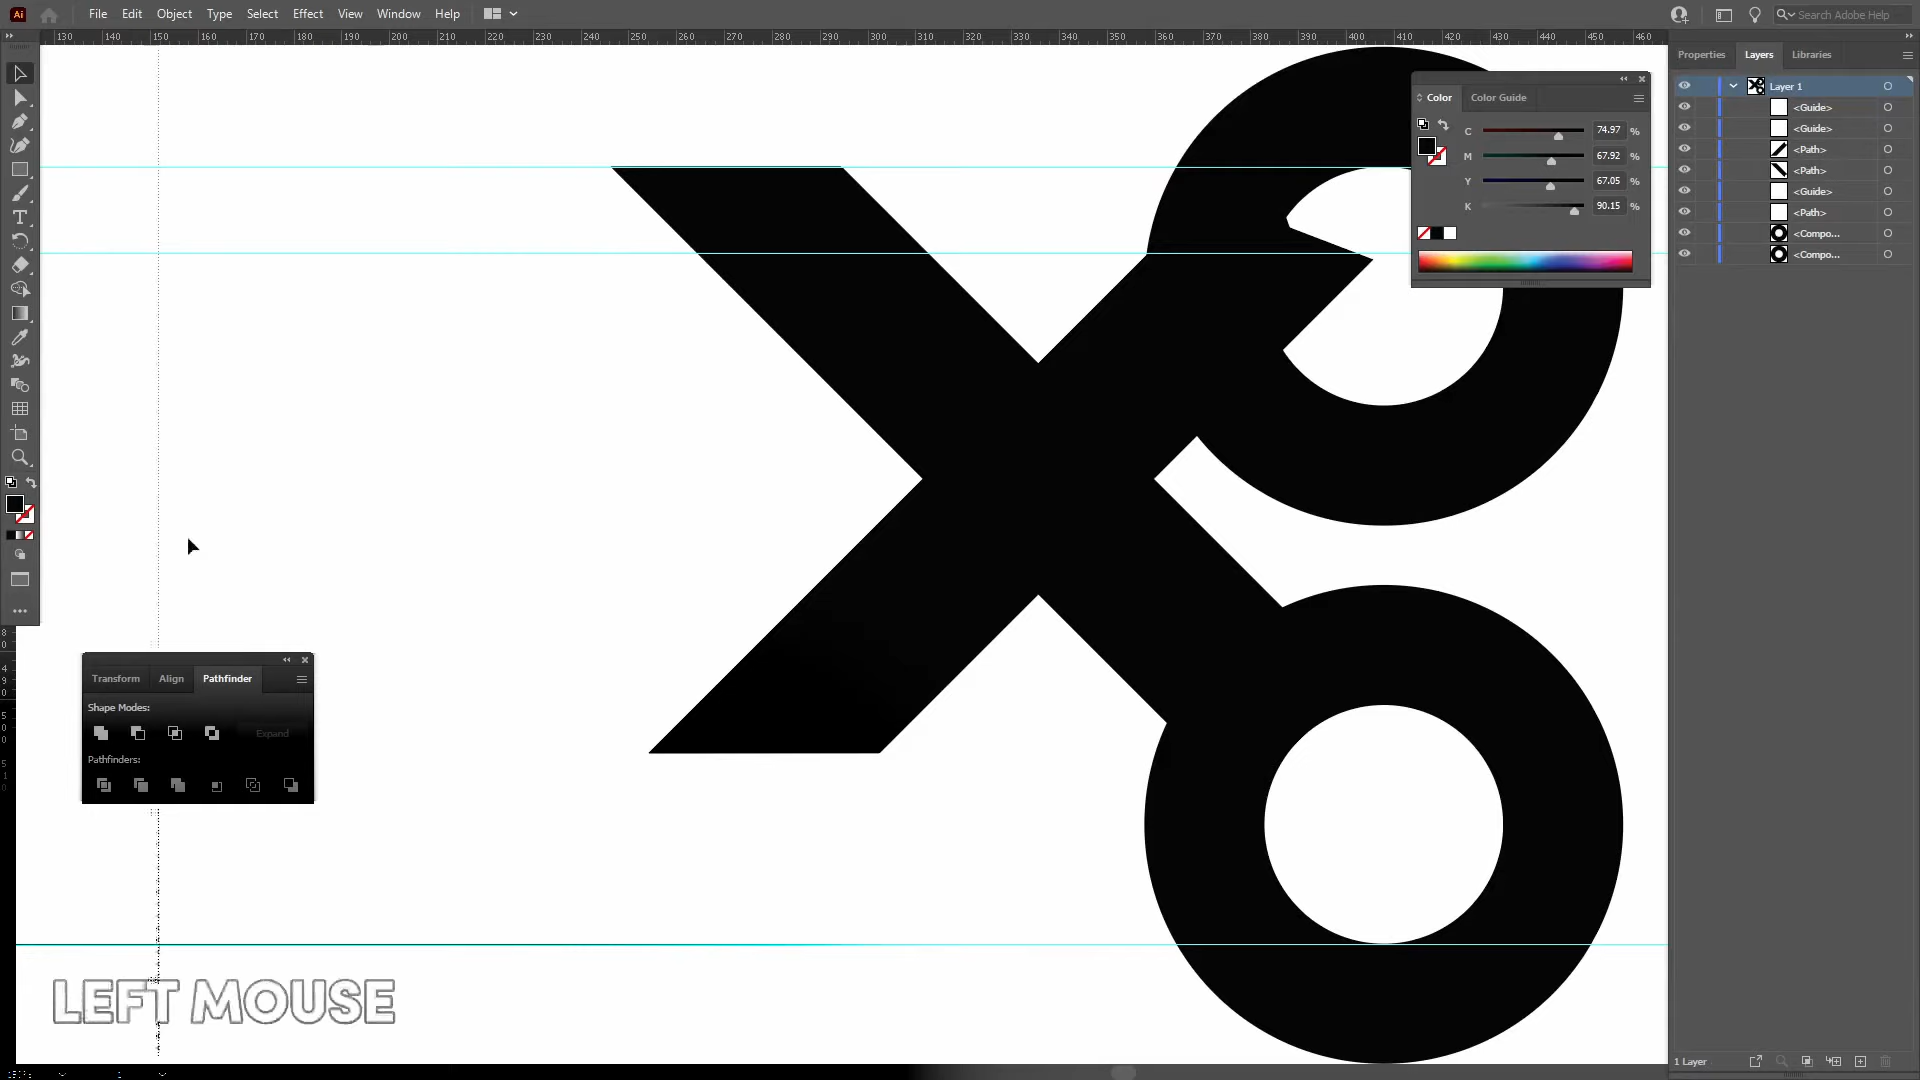 Ai File Edit Object Type Select Effect View Window Help Search Adobe Help
130 140 150 160 170 180 190 200 210 220 230 240 250 260 270 280 290 300 310 320 330 340 350 360 370 380 390 400 410 420 430 440 450 460
Properties Layers Libraries
Layer 1
<Guide>
<Guide>
<Path>
<Path>
<Guide>
<Path>
<Compo...
<Compo...
Color Color Guide
C 74.97 %
M 67.92 %
Y 67.05 %
K 90.15 %
Transform Align Pathfinder
Shape Modes:
Expand
Pathfinders:
LEFT MOUSE
1 Layer